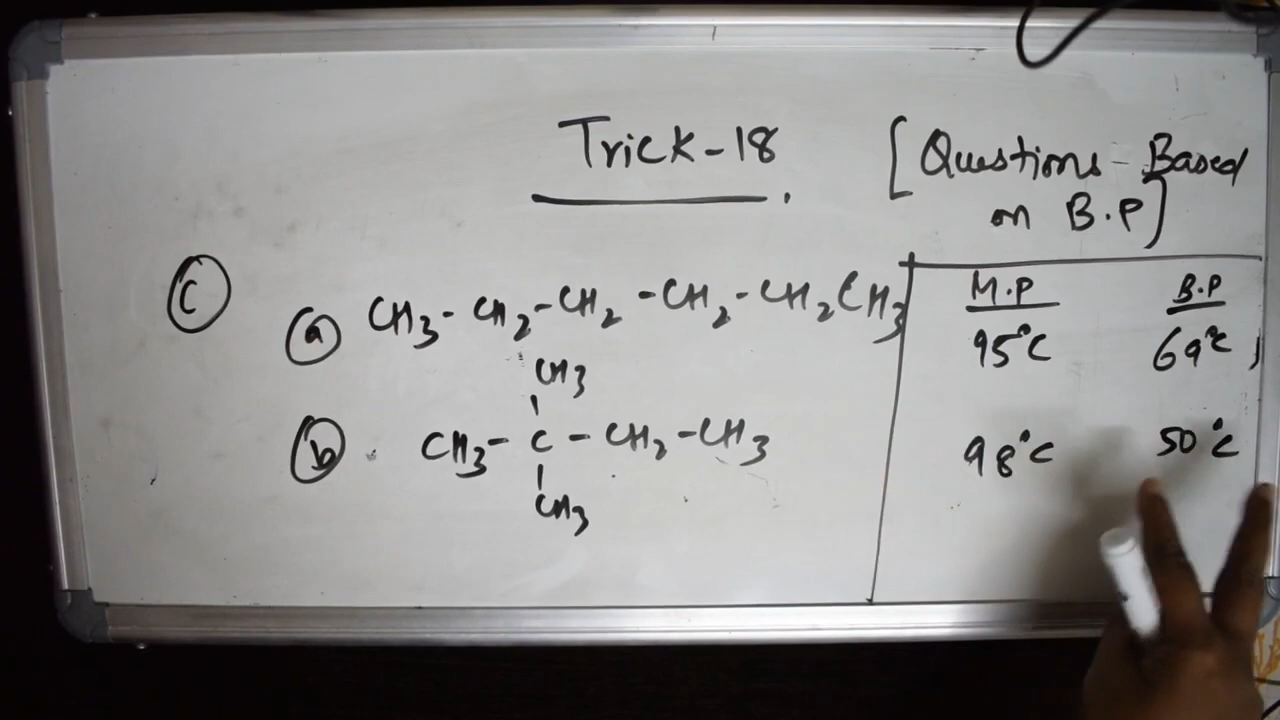 Trick-18.
[Questions-Based
on B.P]
M.P B.P
(C)
(a) CH3-CH2-CH2-CH2-CH2CH3 95°C 69°C,
CH3
(b). CH3-C-CH2-CH3 98°C 50°C
CH3